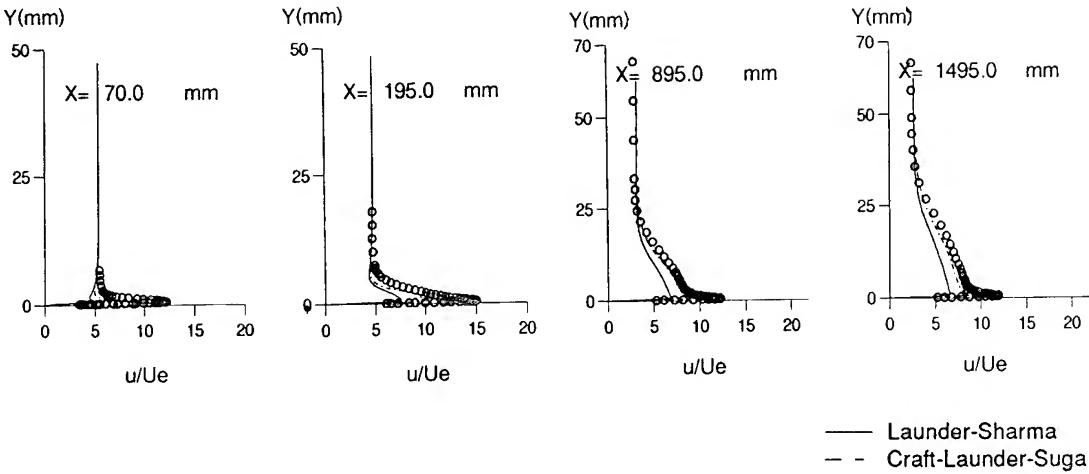 Y(mm) Y(mm) Y(mm) Y(mm)
50 50 70 70
X= 70.0 mm X= 195.0 mm X= 895.0 mm X= 1495.0 mm
50 50
25 25 25 25
0 0 0 0
0 5 10 15 20 0 5 10 15 20 0 5 10 15 20 0 5 10 15 20
u/Ue u/Ue u/Ue u/Ue
Launder-Sharma
Craft-Launder-Suga